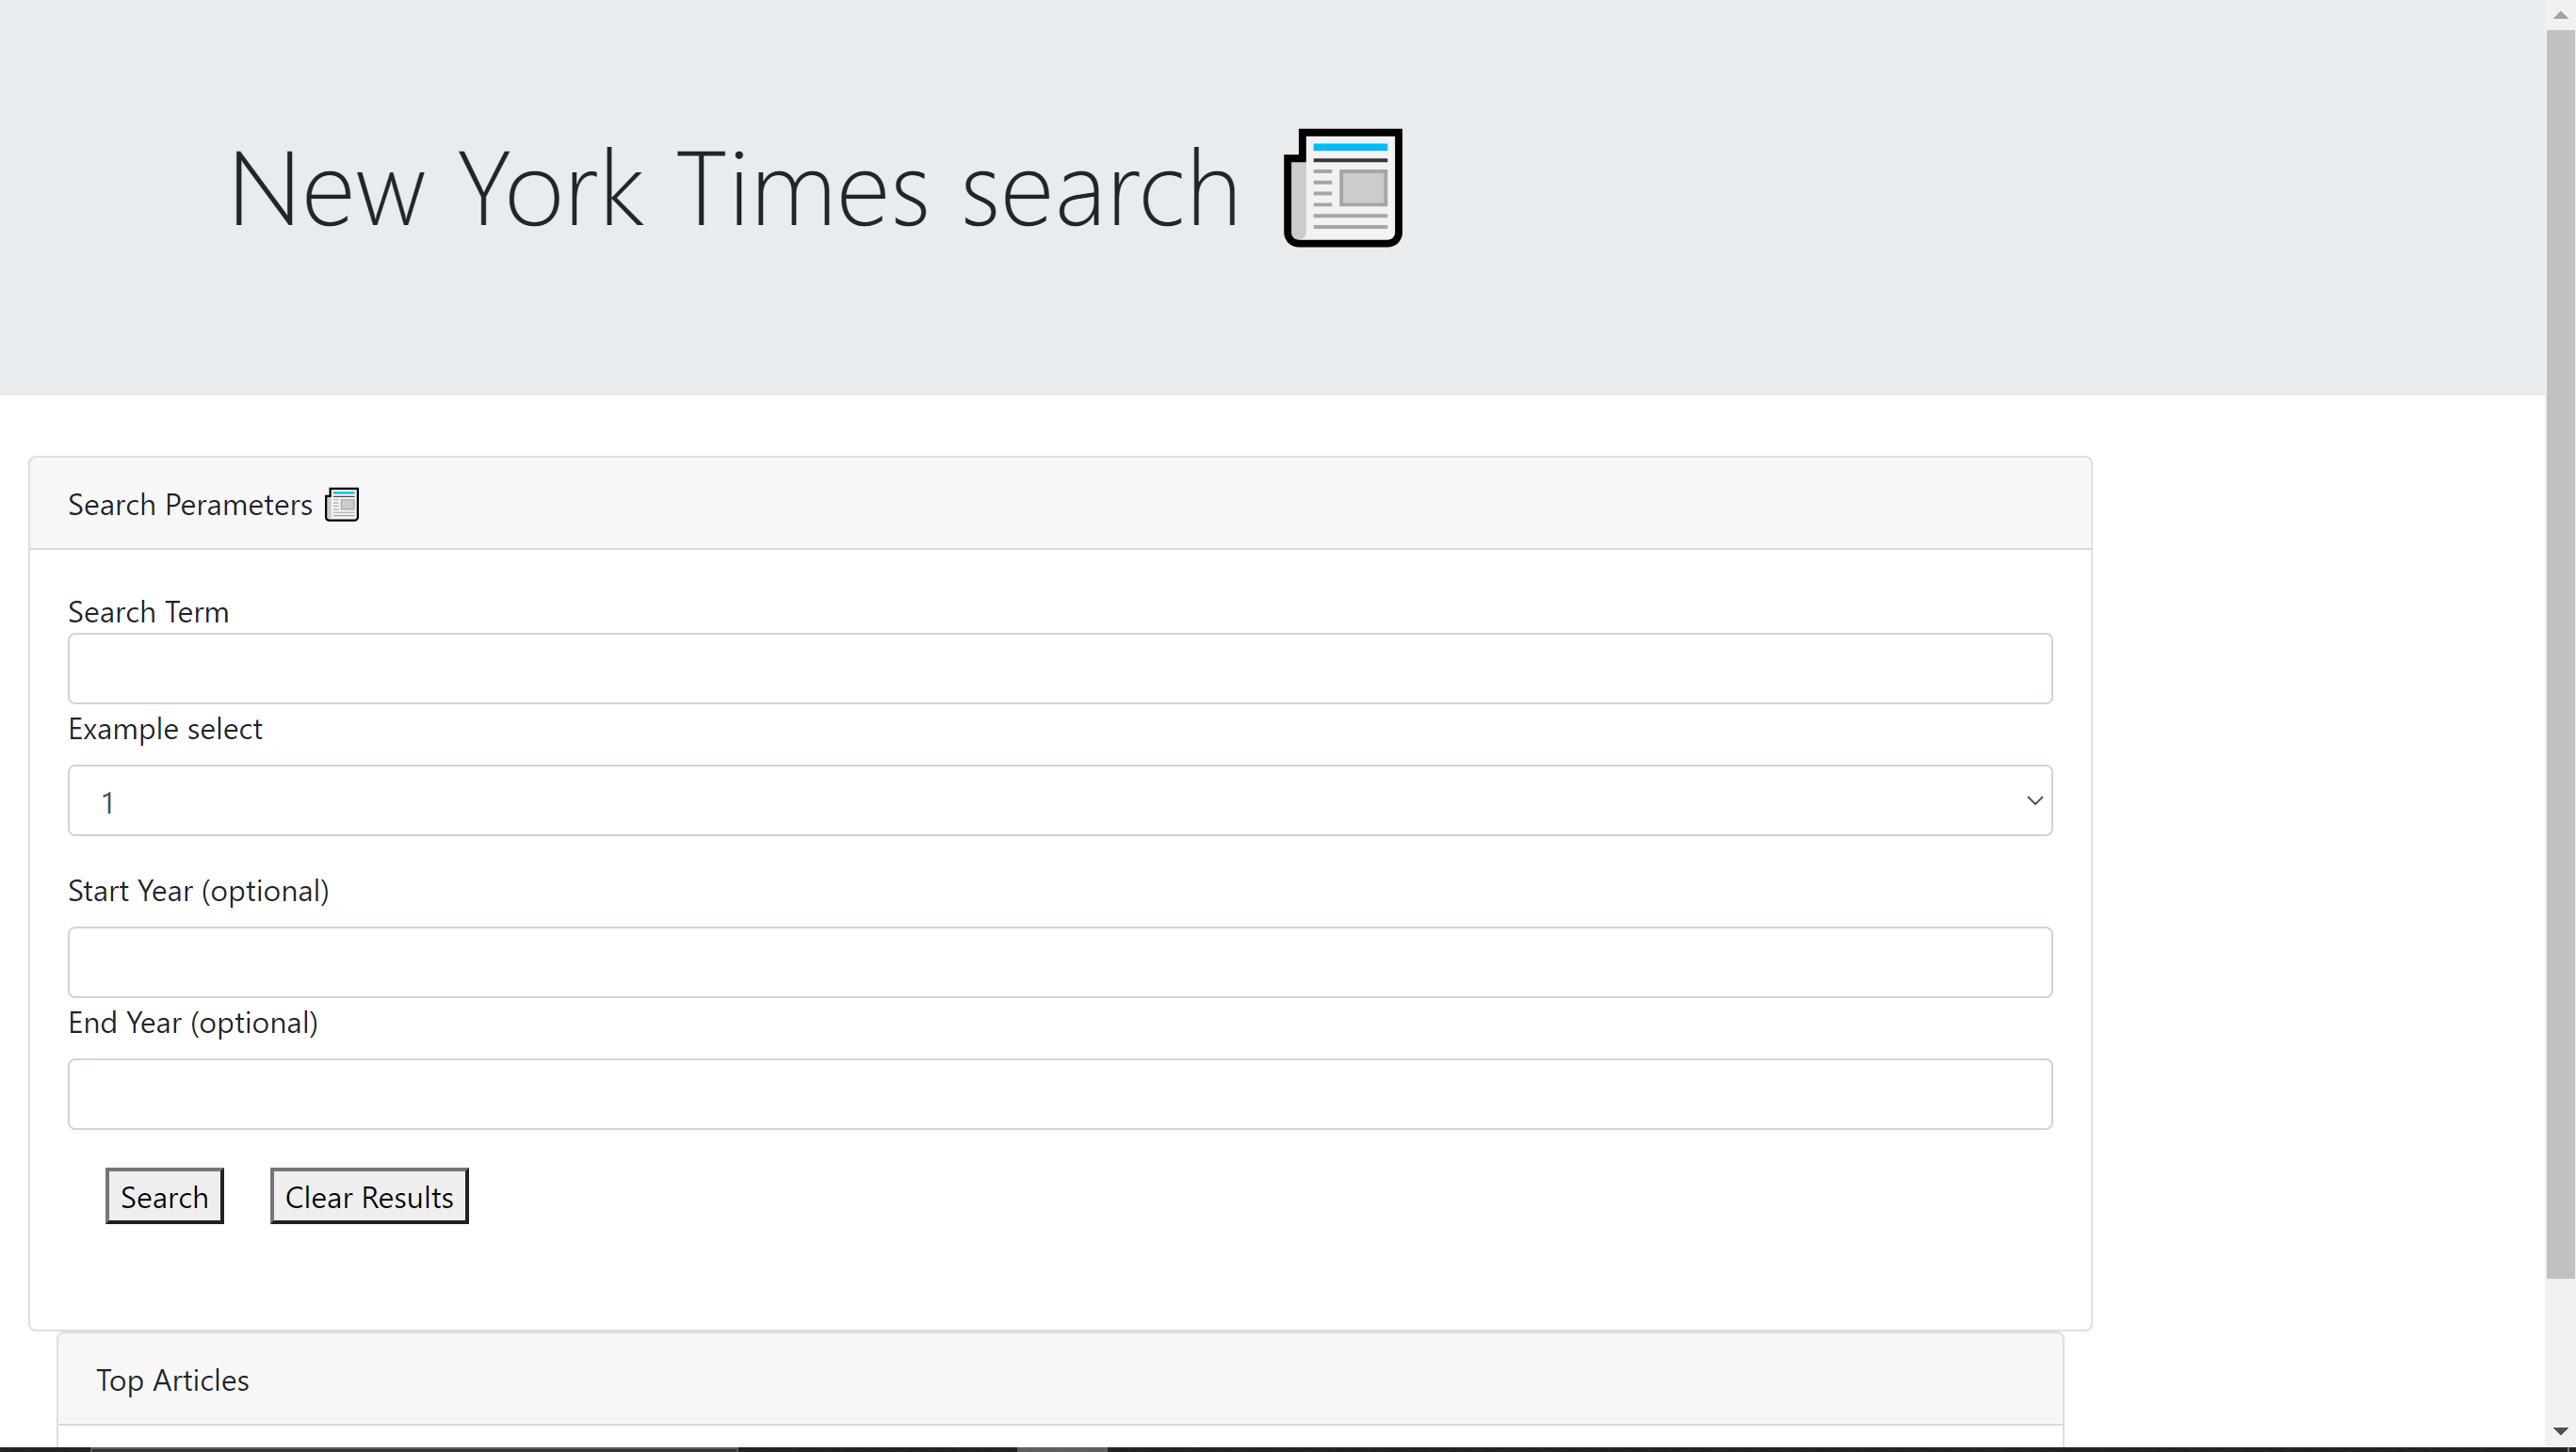 New York Times search
Search Perameters
Search Term
Example select
1
Start Year (optional)
End Year (optional)
Search
Clear Results
Top Articles